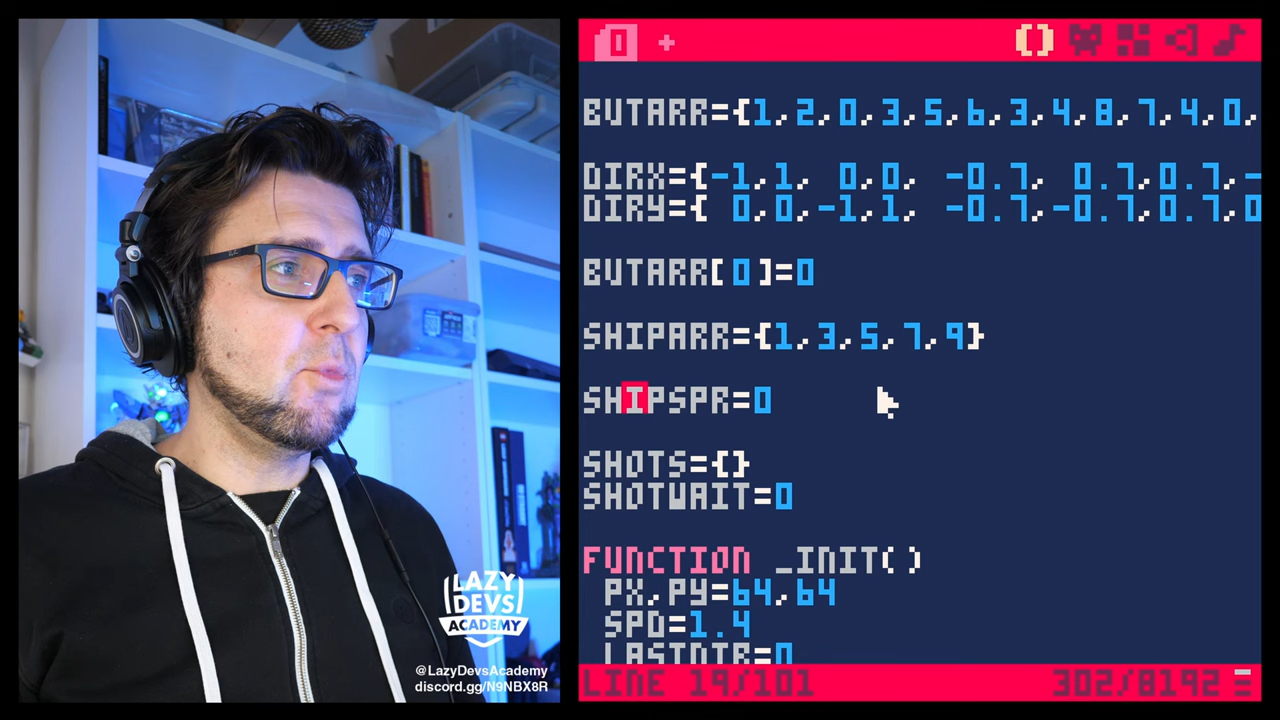 LAZY
DEVS
ACADEMY
@LazyDevsAcademy
discord.gg/N9NBX8R
0 +
BUTARR={1,2,0,3,5,6,3,4,8,7,4,0,
DIRX={-1,1, 0,0, -0.7, 0.7,0.7,-
DIRY={ 0,0,-1,1, -0.7,-0.7,0.7,0
BUTARR[0]=0
SHIPARR={1,3,5,7,9}
SHIPSPR=0
SHOTS={}
SHOTWAIT=0
FUNCTION _INIT()
PX,PY=64,64
SPD=1.4
LASTDIR=0
LINE 19/101
302/8192